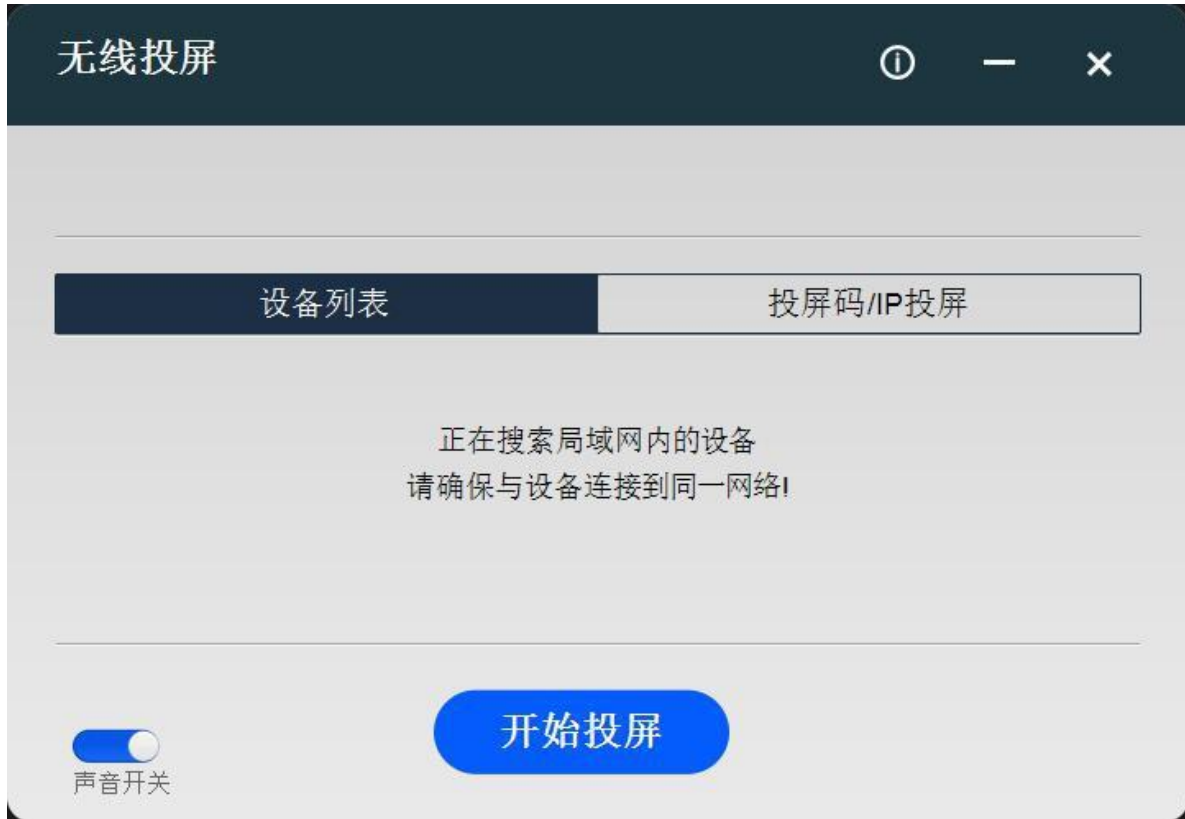 无线投屏
设备列表
投屏码/IP投屏
正在搜索局域网内的设备
请确保与设备连接到同一网络!
开始投屏
声音开关